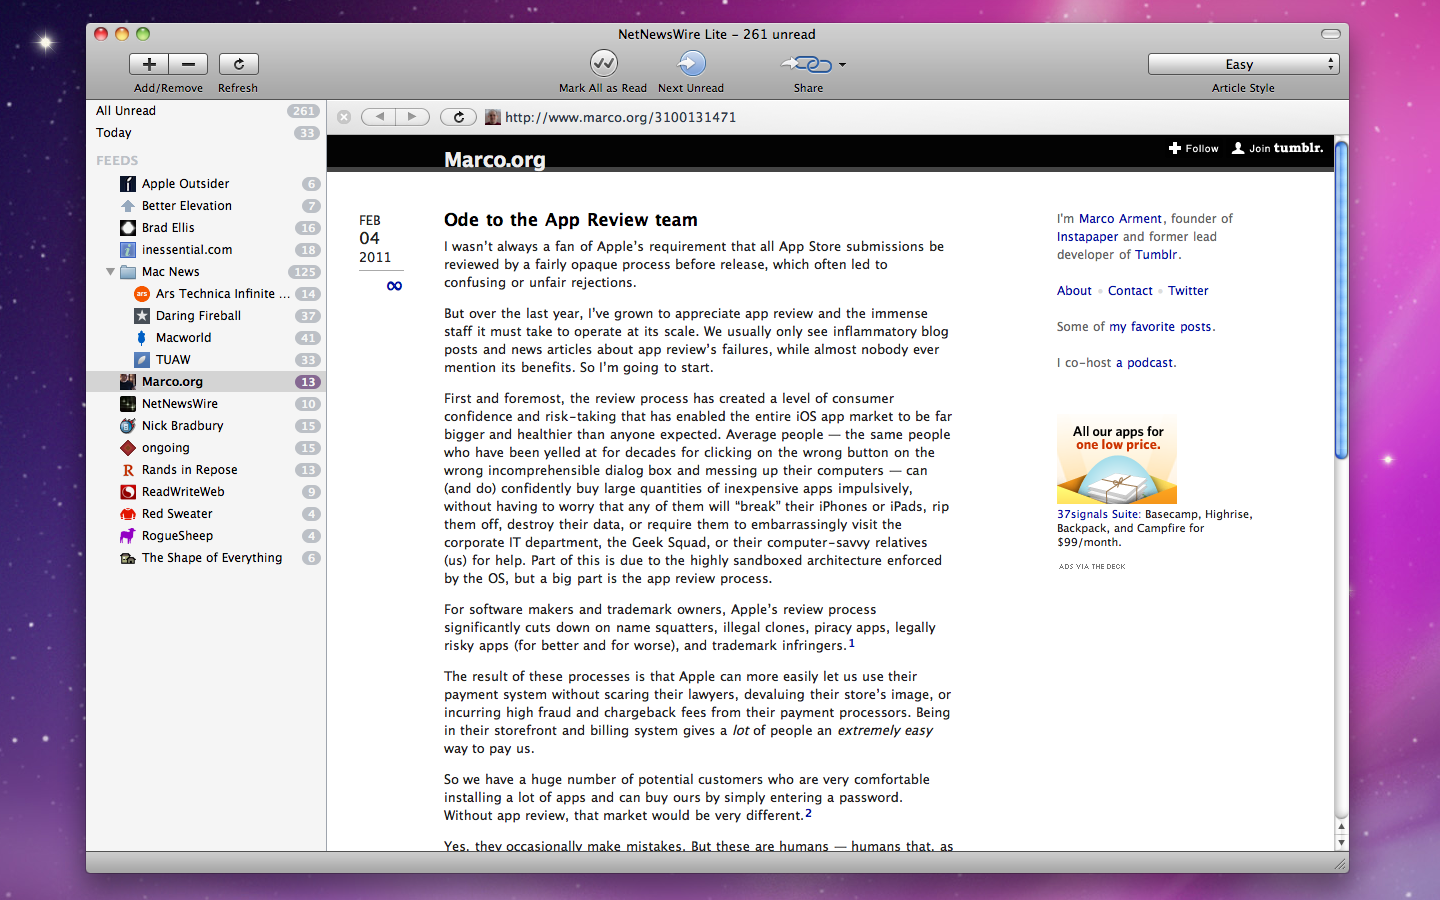 NetNewsWire Lite – 261 unread
Add/Remove
Refresh
Mark All as Read
Next Unread
Share
Easy
Article Style
All Unread 261
Today 33
FEEDS
Apple Outsider 6
Better Elevation 7
Brad Ellis 16
inessential.com 18
Mac News 125
ars
Ars Technica Infinite ... 14
Daring Fireball 37
Macworld 41
TUAW 33
Marco.org 13
NetNewsWire 10
Nick Bradbury 15
ongoing 15
R
Rands in Repose 13
ReadWriteWeb 9
Red Sweater 4
RogueSheep 4
The Shape of Everything 6
http://www.marco.org/3100131471
Marco.org
Follow
Join tumblr.
FEB
04
2011
∞
Ode to the App Review team
I wasn’t always a fan of Apple’s requirement that all App Store submissions be
reviewed by a fairly opaque process before release, which often led to
confusing or unfair rejections.
But over the last year, I’ve grown to appreciate app review and the immense
staff it must take to operate at its scale. We usually only see inflammatory blog
posts and news articles about app review’s failures, while almost nobody ever
mention its benefits. So I’m going to start.
First and foremost, the review process has created a level of consumer
confidence and risk-taking that has enabled the entire iOS app market to be far
bigger and healthier than anyone expected. Average people — the same people
who have been yelled at for decades for clicking on the wrong button on the
wrong incomprehensible dialog box and messing up their computers — can
(and do) confidently buy large quantities of inexpensive apps impulsively,
without having to worry that any of them will “break” their iPhones or iPads, rip
them off, destroy their data, or require them to embarrassingly visit the
corporate IT department, the Geek Squad, or their computer-savvy relatives
(us) for help. Part of this is due to the highly sandboxed architecture enforced
by the OS, but a big part is the app review process.
For software makers and trademark owners, Apple’s review process
significantly cuts down on name squatters, illegal clones, piracy apps, legally
risky apps (for better and for worse), and trademark infringers.1
The result of these processes is that Apple can more easily let us use their
payment system without scaring their lawyers, devaluing their store’s image, or
incurring high fraud and chargeback fees from their payment processors. Being
in their storefront and billing system gives a lot of people an extremely easy
way to pay us.
So we have a huge number of potential customers who are very comfortable
installing a lot of apps and can buy ours by simply entering a password.
Without app review, that market would be very different.2
Yes, they occasionally make mistakes. But these are humans — humans that, as
I’m Marco Arment, founder of
Instapaper and former lead
developer of Tumblr.
About • Contact • Twitter
Some of my favorite posts.
I co-host a podcast.
All our apps for
one low price.
37signals Suite: Basecamp, Highrise,
Backpack, and Campfire for
$99/month.
ADS VIA THE DECK